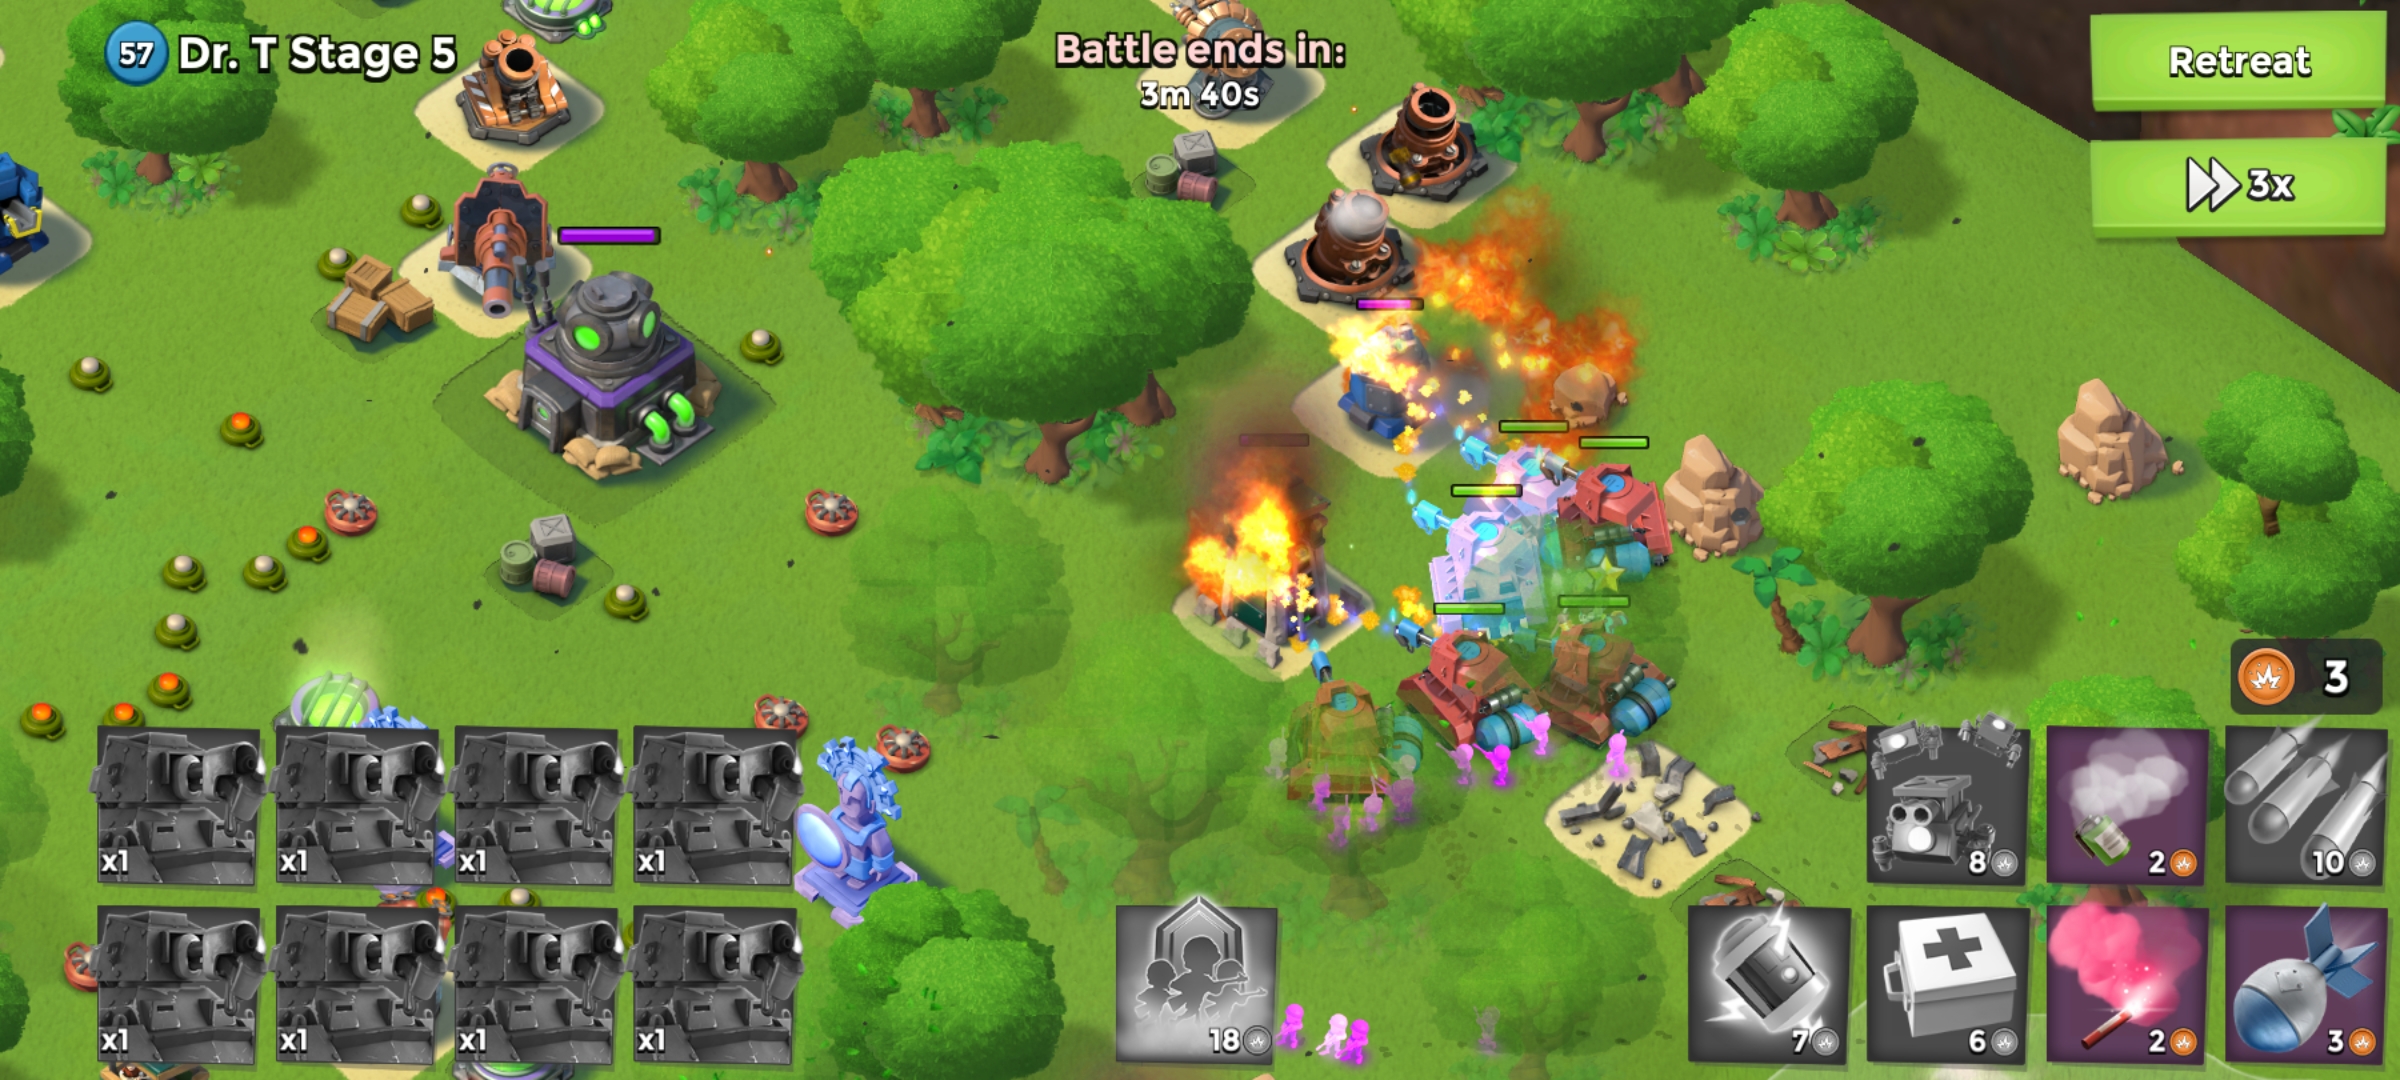 57 Dr. T Stage 5
Battle ends in:
3m 40s
Retreat
3x
3
x1
x1
x1
x1
8
2
10
x1
x1
x1
x1
18
7
6
2
3